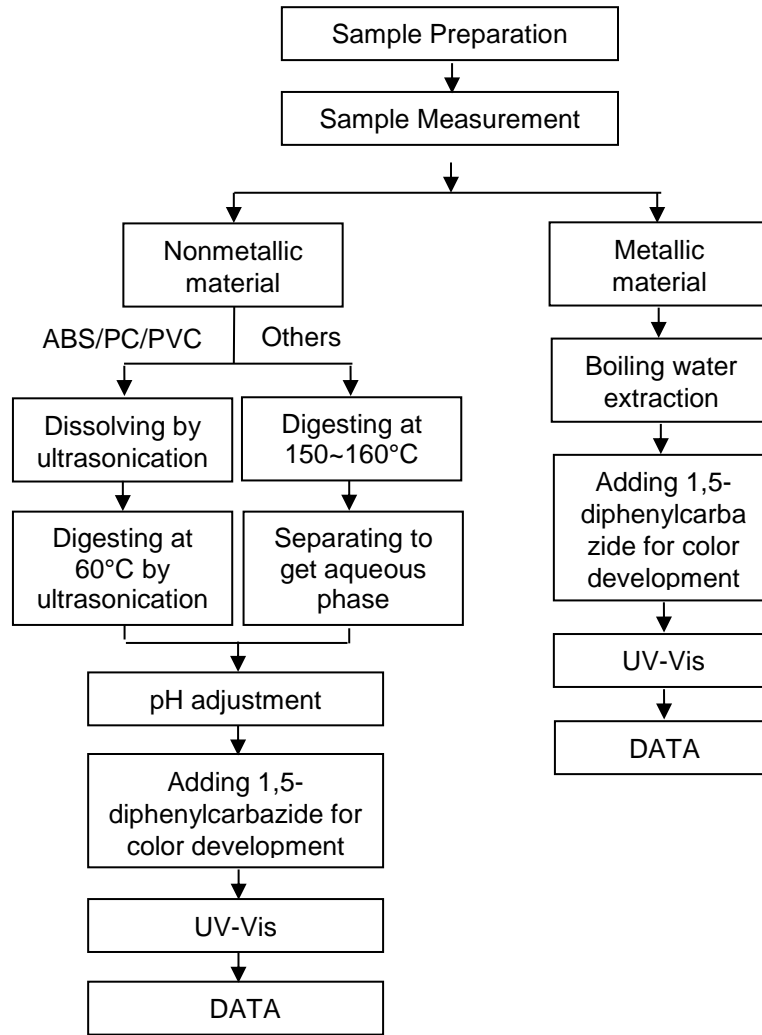 Sample Preparation
Sample Measurement
Nonmetallic
material
Metallic
material
ABS/PC/PVC
Others
Boiling water
extraction
Dissolving by
ultrasonication
Digesting at
150~160°C
Adding 1,5-
diphenylcarba
zide for color
development
Digesting at
60°C by
ultrasonication
Separating to
get aqueous
phase
UV-Vis
pH adjustment
DATA
Adding 1,5-
diphenylcarbazide for
color development
UV-Vis
DATA